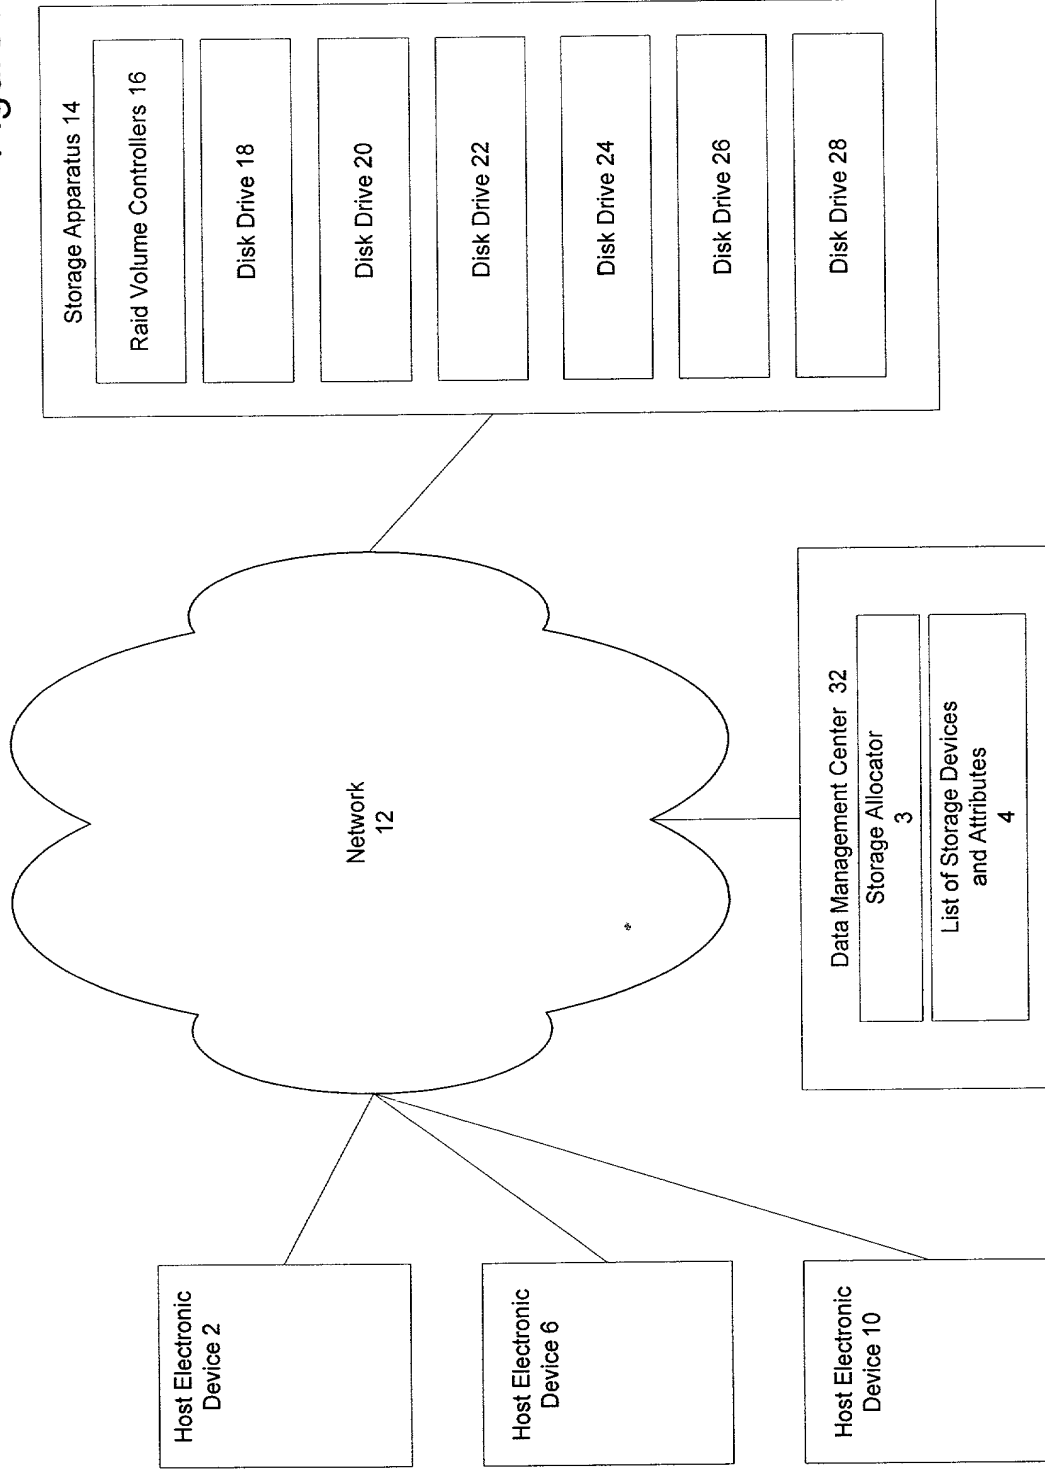 Storage Apparatus 14
Raid Volume Controllers 16
Disk Drive 18
Disk Drive 20
Disk Drive 22
Disk Drive 24
Disk Drive 26
Disk Drive 28
Network
12
Data Management Center 32
Storage Allocator
3
List of Storage Devices
and Attributes
4
Host Electronic
Device 2
Host Electronic
Device 6
Host Electronic
Device 10